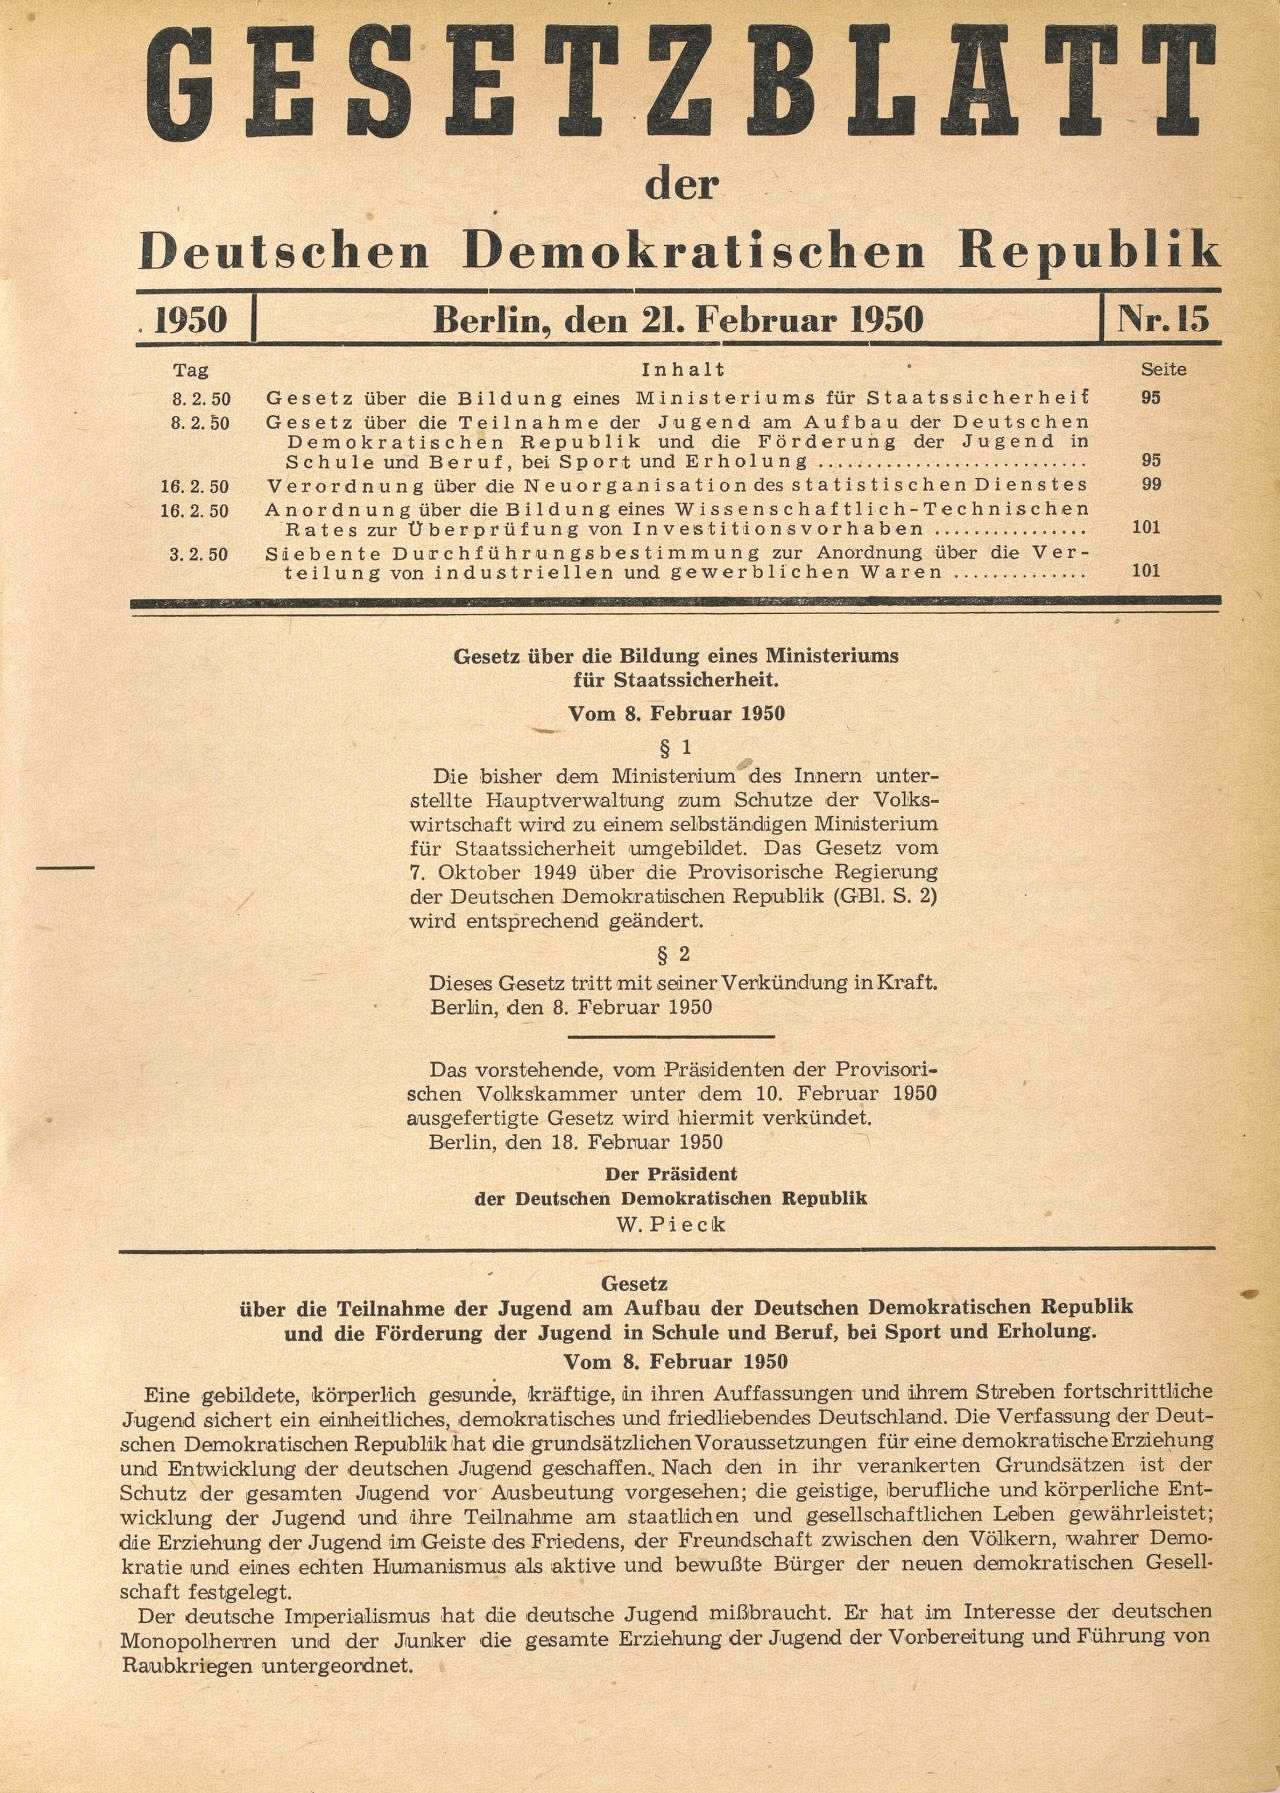 GESETZBLATT
der
Deutschen Demokratischen Republik
1950 Berlin, den 21. Februar 1950 Nr. 15
Tag Inhalt Seite
8. 2. 50 Gesetz über die Bildung eines Ministeriums für Staatssicherheit 95
8. 2. 50 Gesetz über die Teilnahme der Jugend am Aufbau der Deutschen
Demokratischen Republik und die Förderung der Jugend in
Schule und Beruf, bei Sport und Erholung ............................ 95
16. 2. 50 Verordnung über die Neuorganisation des statistischen Dienstes 99
16. 2. 50 Anordnung über die Bildung eines Wissenschaftlich-Technischen
Rates zur Überprüfung von Investitionsvorhaben ................ 101
3. 2. 50 Siebente Durchführungsbestimmung zur Anordnung über die Ver-
teilung von industriellen und gewerblichen Waren .............. 101
Gesetz über die Bildung eines Ministeriums
für Staatssicherheit.
Vom 8. Februar 1950
§ 1
Die bisher dem Ministerium des Innern unter-
stellte Hauptverwaltung zum Schutze der Volks-
wirtschaft wird zu einem selbständigen Ministerium
für Staatssicherheit umgebildet. Das Gesetz vom
7. Oktober 1949 über die Provisorische Regierung
der Deutschen Demokratischen Republik (GBl. S. 2)
wird entsprechend geändert.
§ 2
Dieses Gesetz tritt mit seiner Verkündung in Kraft.
Berlin, den 8. Februar 1950
Das vorstehende, vom Präsidenten der Provisori-
schen Volkskammer unter dem 10. Februar 1950
ausgefertigte Gesetz wird hiermit verkündet.
Berlin, den 18. Februar 1950
Der Präsident
der Deutschen Demokratischen Republik
W. Pieck
Gesetz
über die Teilnahme der Jugend am Aufbau der Deutschen Demokratischen Republik
und die Förderung der Jugend in Schule und Beruf, bei Sport und Erholung.
Vom 8. Februar 1950
Eine gebildete, körperlich gesunde, kräftige, in ihren Auffassungen und ihrem Streben fortschrittliche
Jugend sichert ein einheitliches, demokratisches und friedliebendes Deutschland. Die Verfassung der Deut-
schen Demokratischen Republik hat die grundsätzlichen Voraussetzungen für eine demokratische Erziehung
und Entwicklung der deutschen Jugend geschaffen. Nach den in ihr verankerten Grundsätzen ist der
Schutz der gesamten Jugend vor Ausbeutung vorgesehen; die geistige, berufliche und körperliche Ent-
wicklung der Jugend und ihre Teilnahme am staatlichen und gesellschaftlichen Leben gewährleistet;
die Erziehung der Jugend im Geiste des Friedens, der Freundschaft zwischen den Völkern, wahrer Demo-
kratie und eines echten Humanismus als aktive und bewußte Bürger der neuen demokratischen Gesell-
schaft festgelegt.
Der deutsche Imperialismus hat die deutsche Jugend mißbraucht. Er hat im Interesse der deutschen
Monopolherren und der Junker die gesamte Erziehung der Jugend der Vorbereitung und Führung von
Raubkriegen untergeordnet.